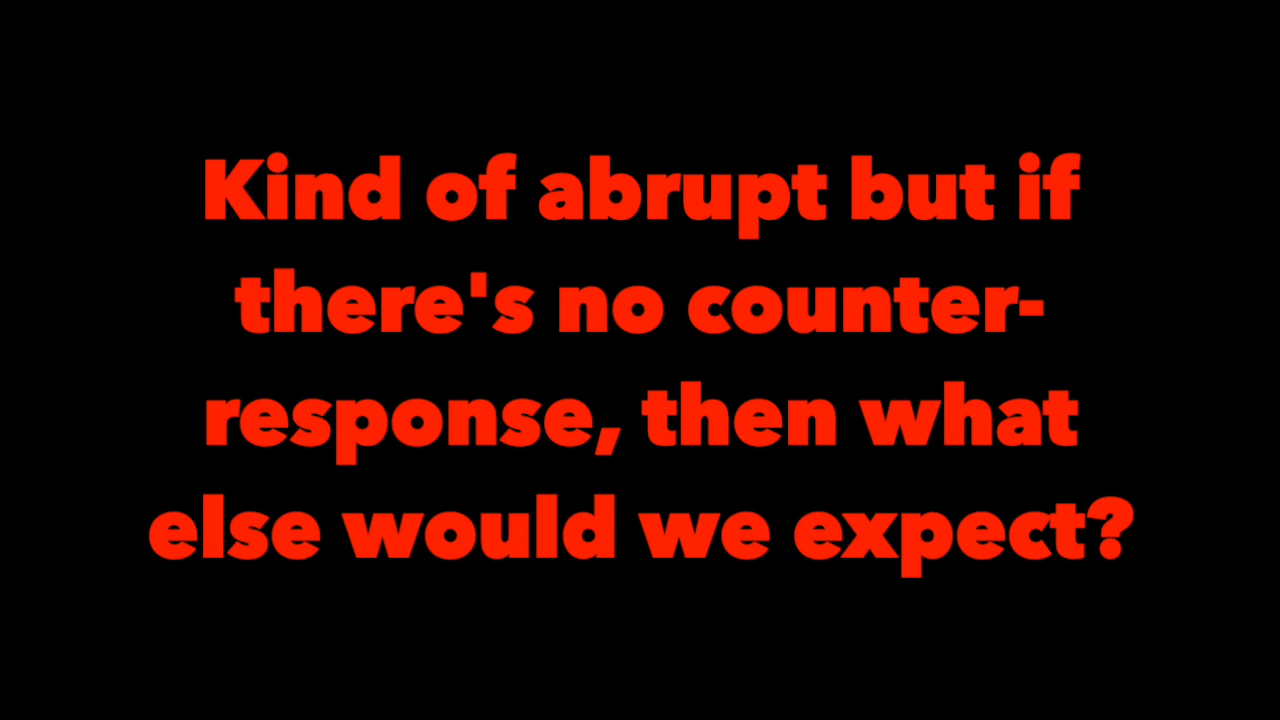 Kind of abrupt but if
there's no counter-
response, then what
else would we expect?